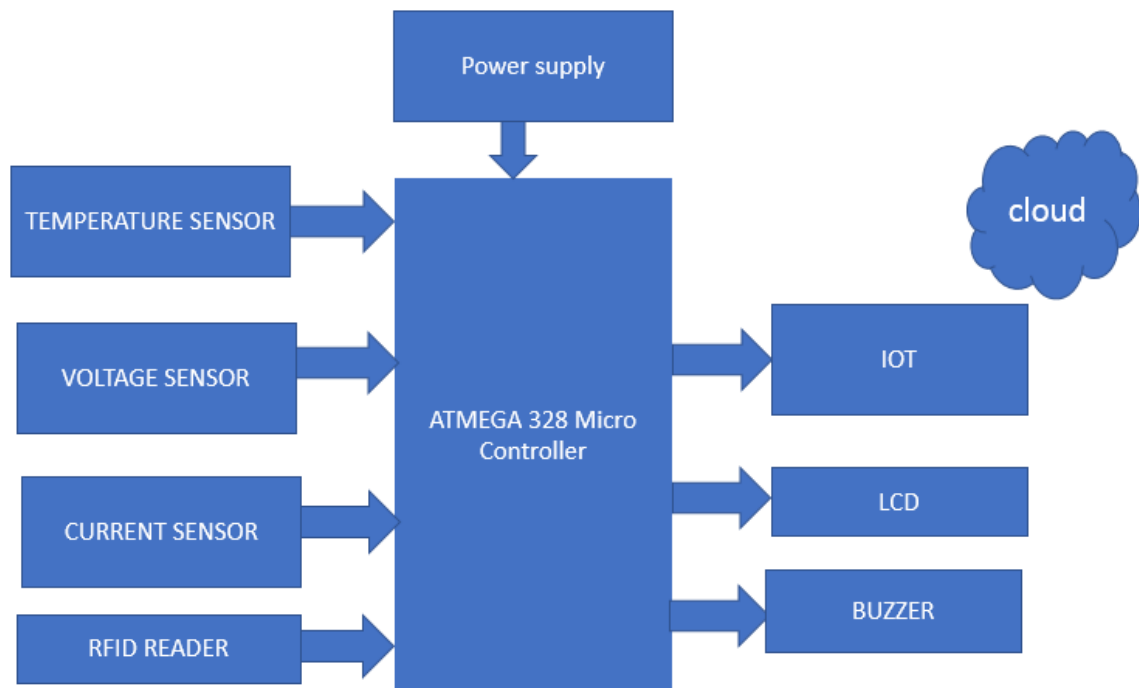 Power supply
TEMPERATURE SENSOR
cloud
VOLTAGE SENSOR
IOT
ATMEGA 328 Micro
Controller
CURRENT SENSOR
LCD
BUZZER
RFID READER